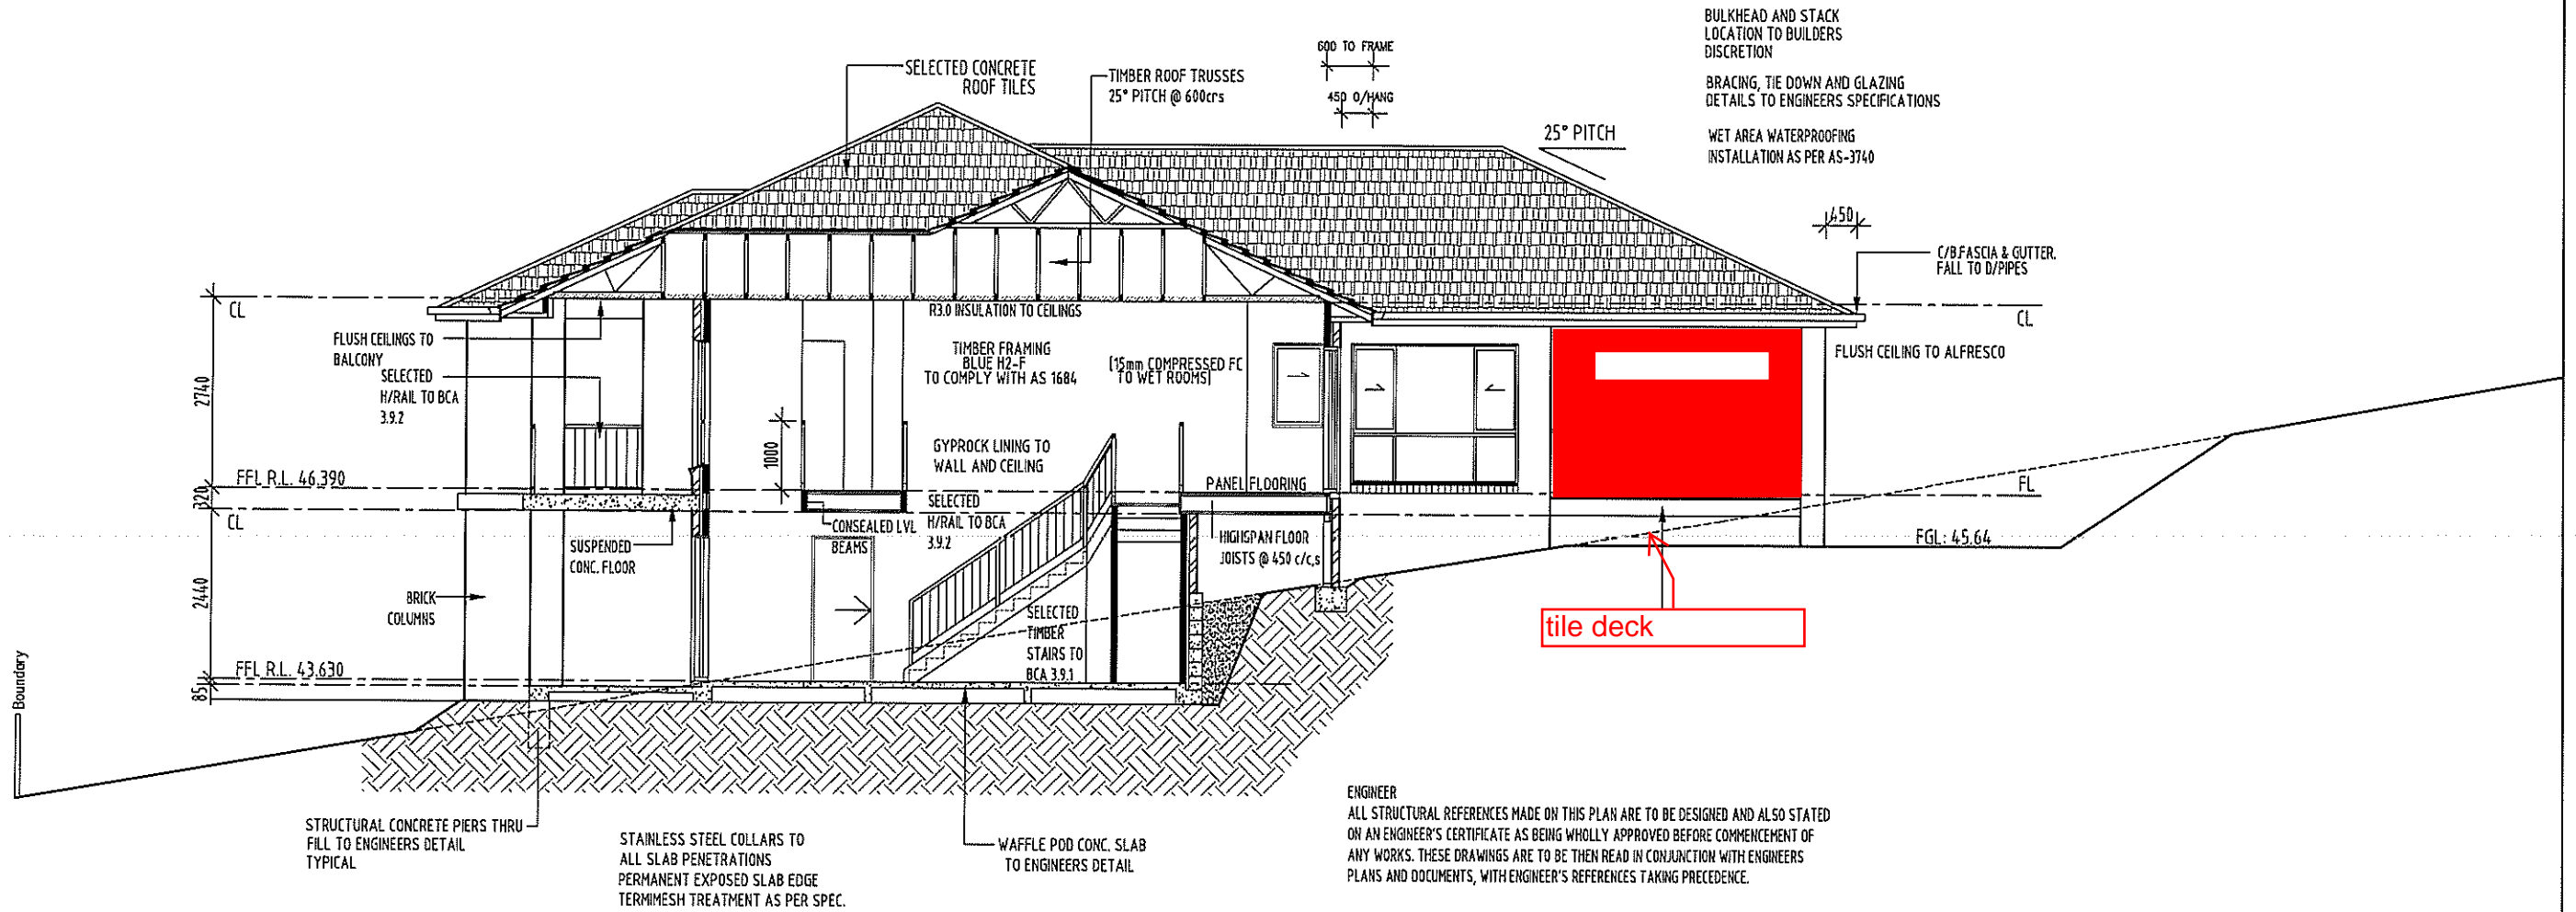 BULKHEAD AND STACK
LOCATION TO BUILDERS
DISCRETION
BRACING, TIE DOWN AND GLAZING
DETAILS TO ENGINEERS SPECIFICATIONS
WET AREA WATERPROOFING
INSTALLATION AS PER AS-3740
600 TO FRAME
450 O/HANG
SELECTED CONCRETE
ROOF TILES
TIMBER ROOF TRUSSES
25° PITCH @ 600crs
25° PITCH
450
C/B.FASCIA & GUTTER.
FALL TO D/PIPES
CL
CL
R3.0 INSULATION TO CEILINGS
FLUSH CEILINGS TO
BALCONY
SELECTED
H/RAIL TO BCA
3.9.2
TIMBER FRAMING
BLUE H2-F
TO COMPLY WITH AS 1684
[15mm COMPRESSED FC
TO WET ROOMS]
FLUSH CEILING TO ALFRESCO
2740
1000
GYPROCK LINING TO
WALL AND CEILING
FFL R.L. 46.390
PANEL FLOORING
FL
320
CL
CONSEALED LVL
BEAMS
SELECTED
H/RAIL TO BCA
3.9.2
SUSPENDED
CONC. FLOOR
HIGHSPAN FLOOR
JOISTS @ 450 c/c,s
FGL: 45.64
2440
BRICK
COLUMNS
SELECTED
TIMBER
STAIRS TO
BCA 3.9.1
tile deck
FFL R.L. 43.630
85
Boundary
STRUCTURAL CONCRETE PIERS THRU
FILL TO ENGINEERS DETAIL
TYPICAL
STAINLESS STEEL COLLARS TO
ALL SLAB PENETRATIONS
PERMANENT EXPOSED SLAB EDGE
TERMIMESH TREATMENT AS PER SPEC.
WAFFLE POD CONC. SLAB
TO ENGINEERS DETAIL
ENGINEER
ALL STRUCTURAL REFERENCES MADE ON THIS PLAN ARE TO BE DESIGNED AND ALSO STATED
ON AN ENGINEER'S CERTIFICATE AS BEING WHOLLY APPROVED BEFORE COMMENCEMENT OF
ANY WORKS. THESE DRAWINGS ARE TO BE THEN READ IN CONJUNCTION WITH ENGINEERS
PLANS AND DOCUMENTS, WITH ENGINEER'S REFERENCES TAKING PRECEDENCE.